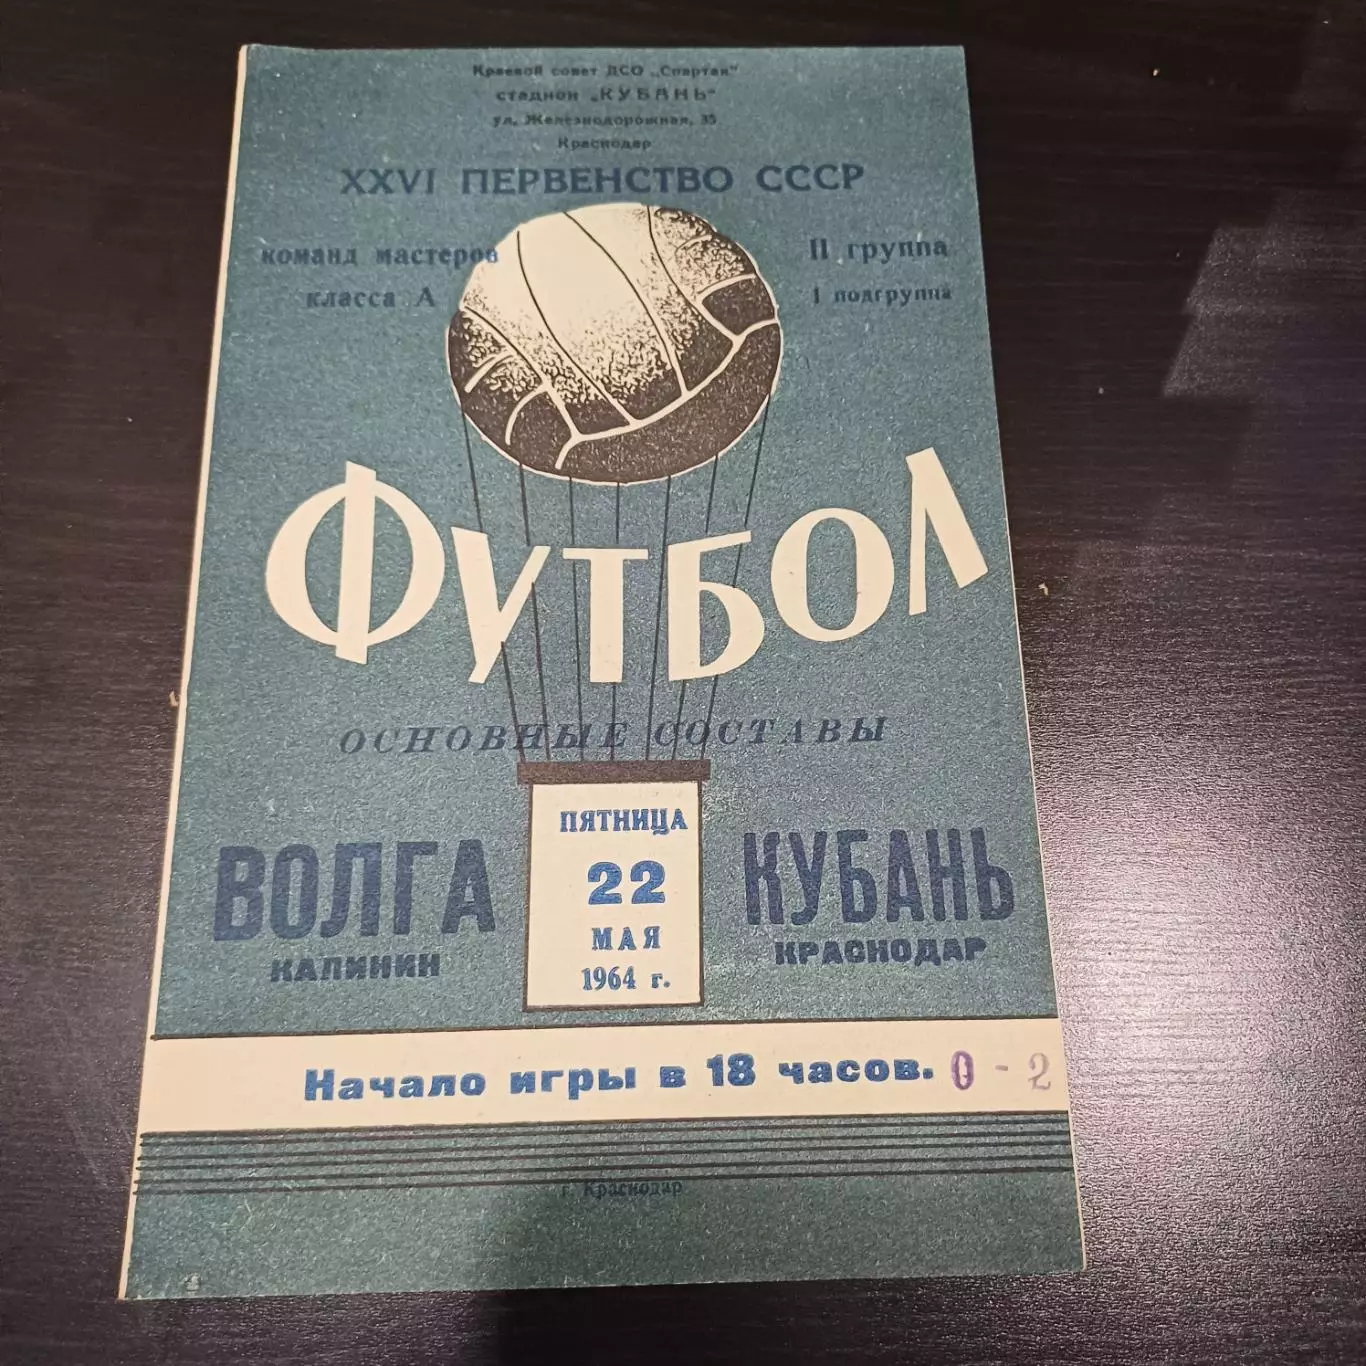 Краевой совет ДСО „Спартак"
стадион „КУБАНЬ"
ул. Железнодорожная, 35
Краснодар
XXVI ПЕРВЕНСТВО СССР
команд мастеров
класса А
II группа
I подгруппа
ФУТБОЛ
ОСНОВНЫЕ СОСТАВЫ
ВОЛГА
КАЛИНИН
ПЯТНИЦА
22
МАЯ
1964 г.
КУБАНЬ
КРАСНОДАР
Начало игры в 18 часов. 0 - 2
г. Краснодар